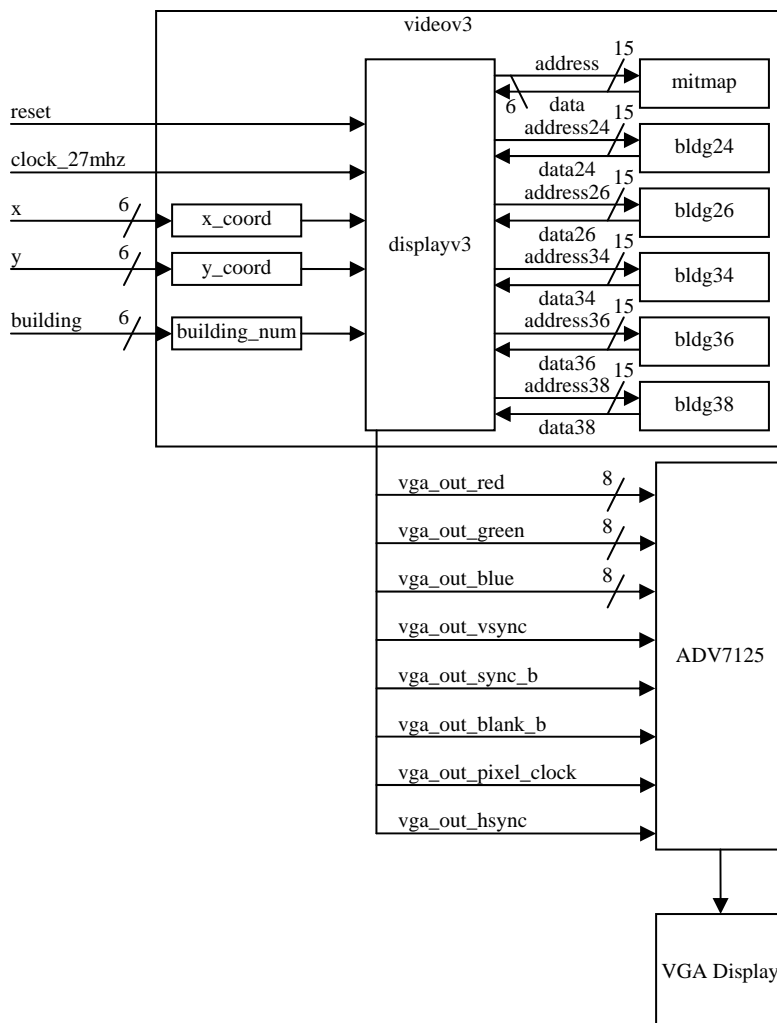 videov3
15
address
mitmap
6
data
15
reset
address24
bldg24
clock_27mhz
data24
15
address26
x
6
x_coord
bldg26
displayv3
data26
15
y
6
y_coord
address34
bldg34
data34
15
building
6
building_num
address36
bldg36
data36
15
address38
bldg38
data38
vga_out_red
8
vga_out_green
8
vga_out_blue
8
vga_out_vsync
ADV7125
vga_out_sync_b
vga_out_blank_b
vga_out_pixel_clock
vga_out_hsync
VGA Display